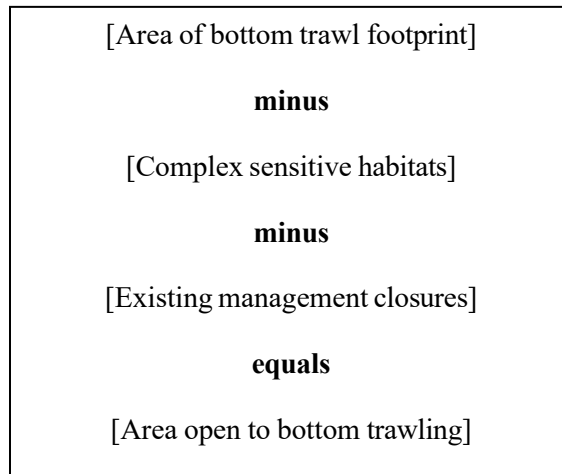 [Area of bottom trawl footprint]
minus
[Complex sensitive habitats]
minus
[Existing management closures]
equals
[Area open to bottom trawling]